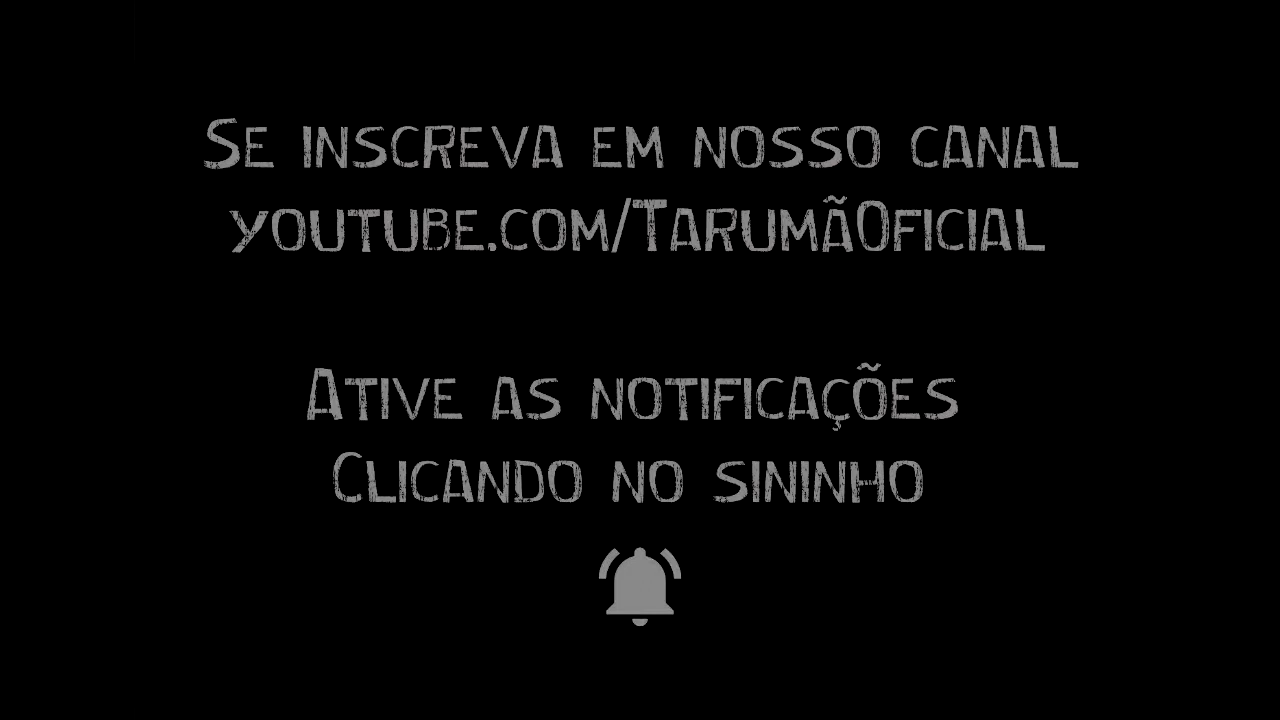 Se inscreva em nosso canal
youtube.com/TarumãOficial
Ative as notificações
Clicando no sininho